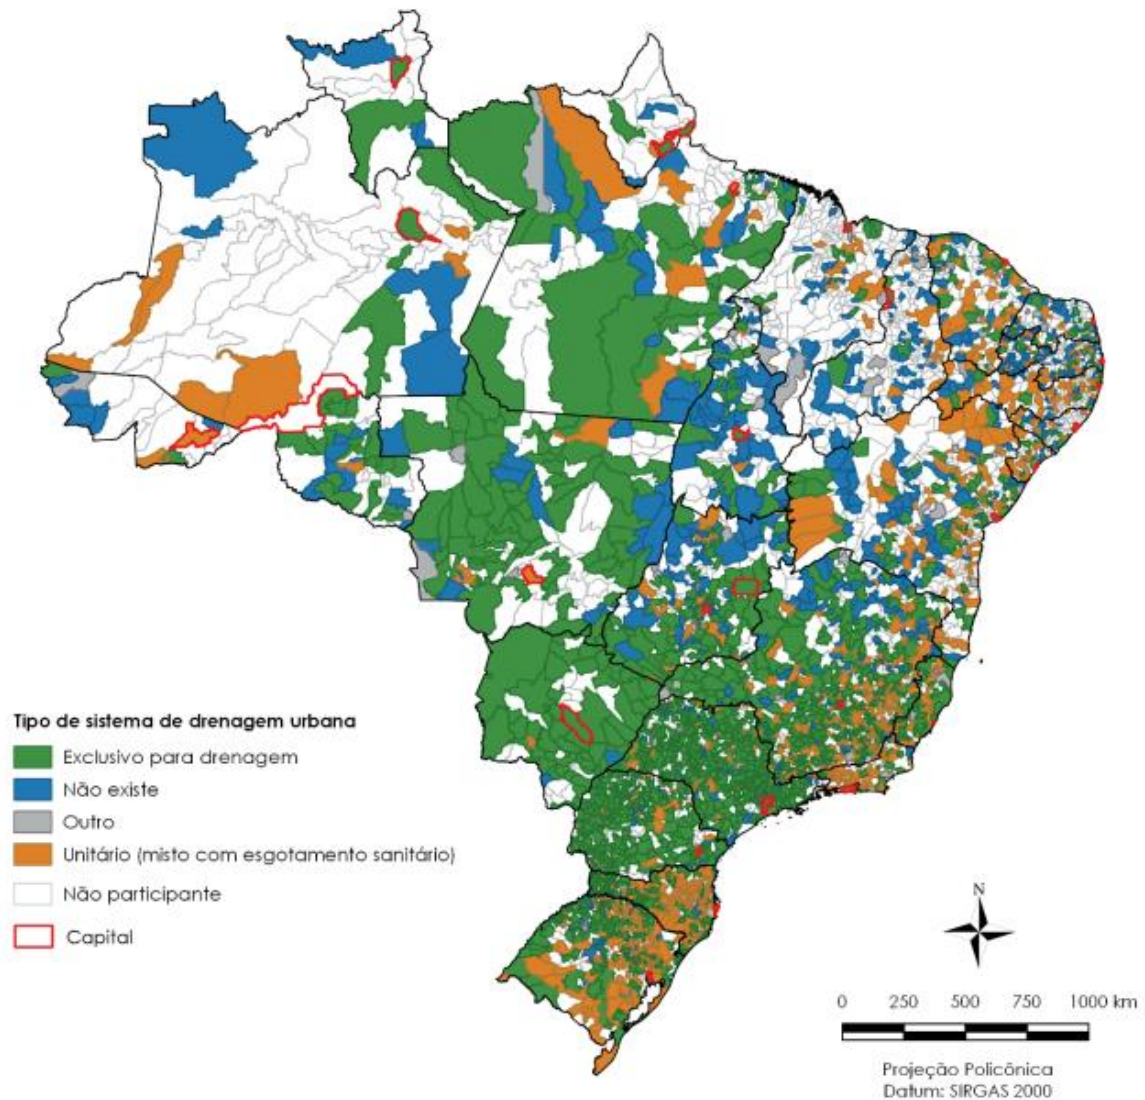 Tipo de sistema de drenagem urbana
Exclusivo para drenagem
Não existe
Outro
Unitário (misto com esgotamento sanitário)
Não participante
Capital
N
0 250 500 750 1000 km
Projeção Policônica
Datum: SIRGAS 2000